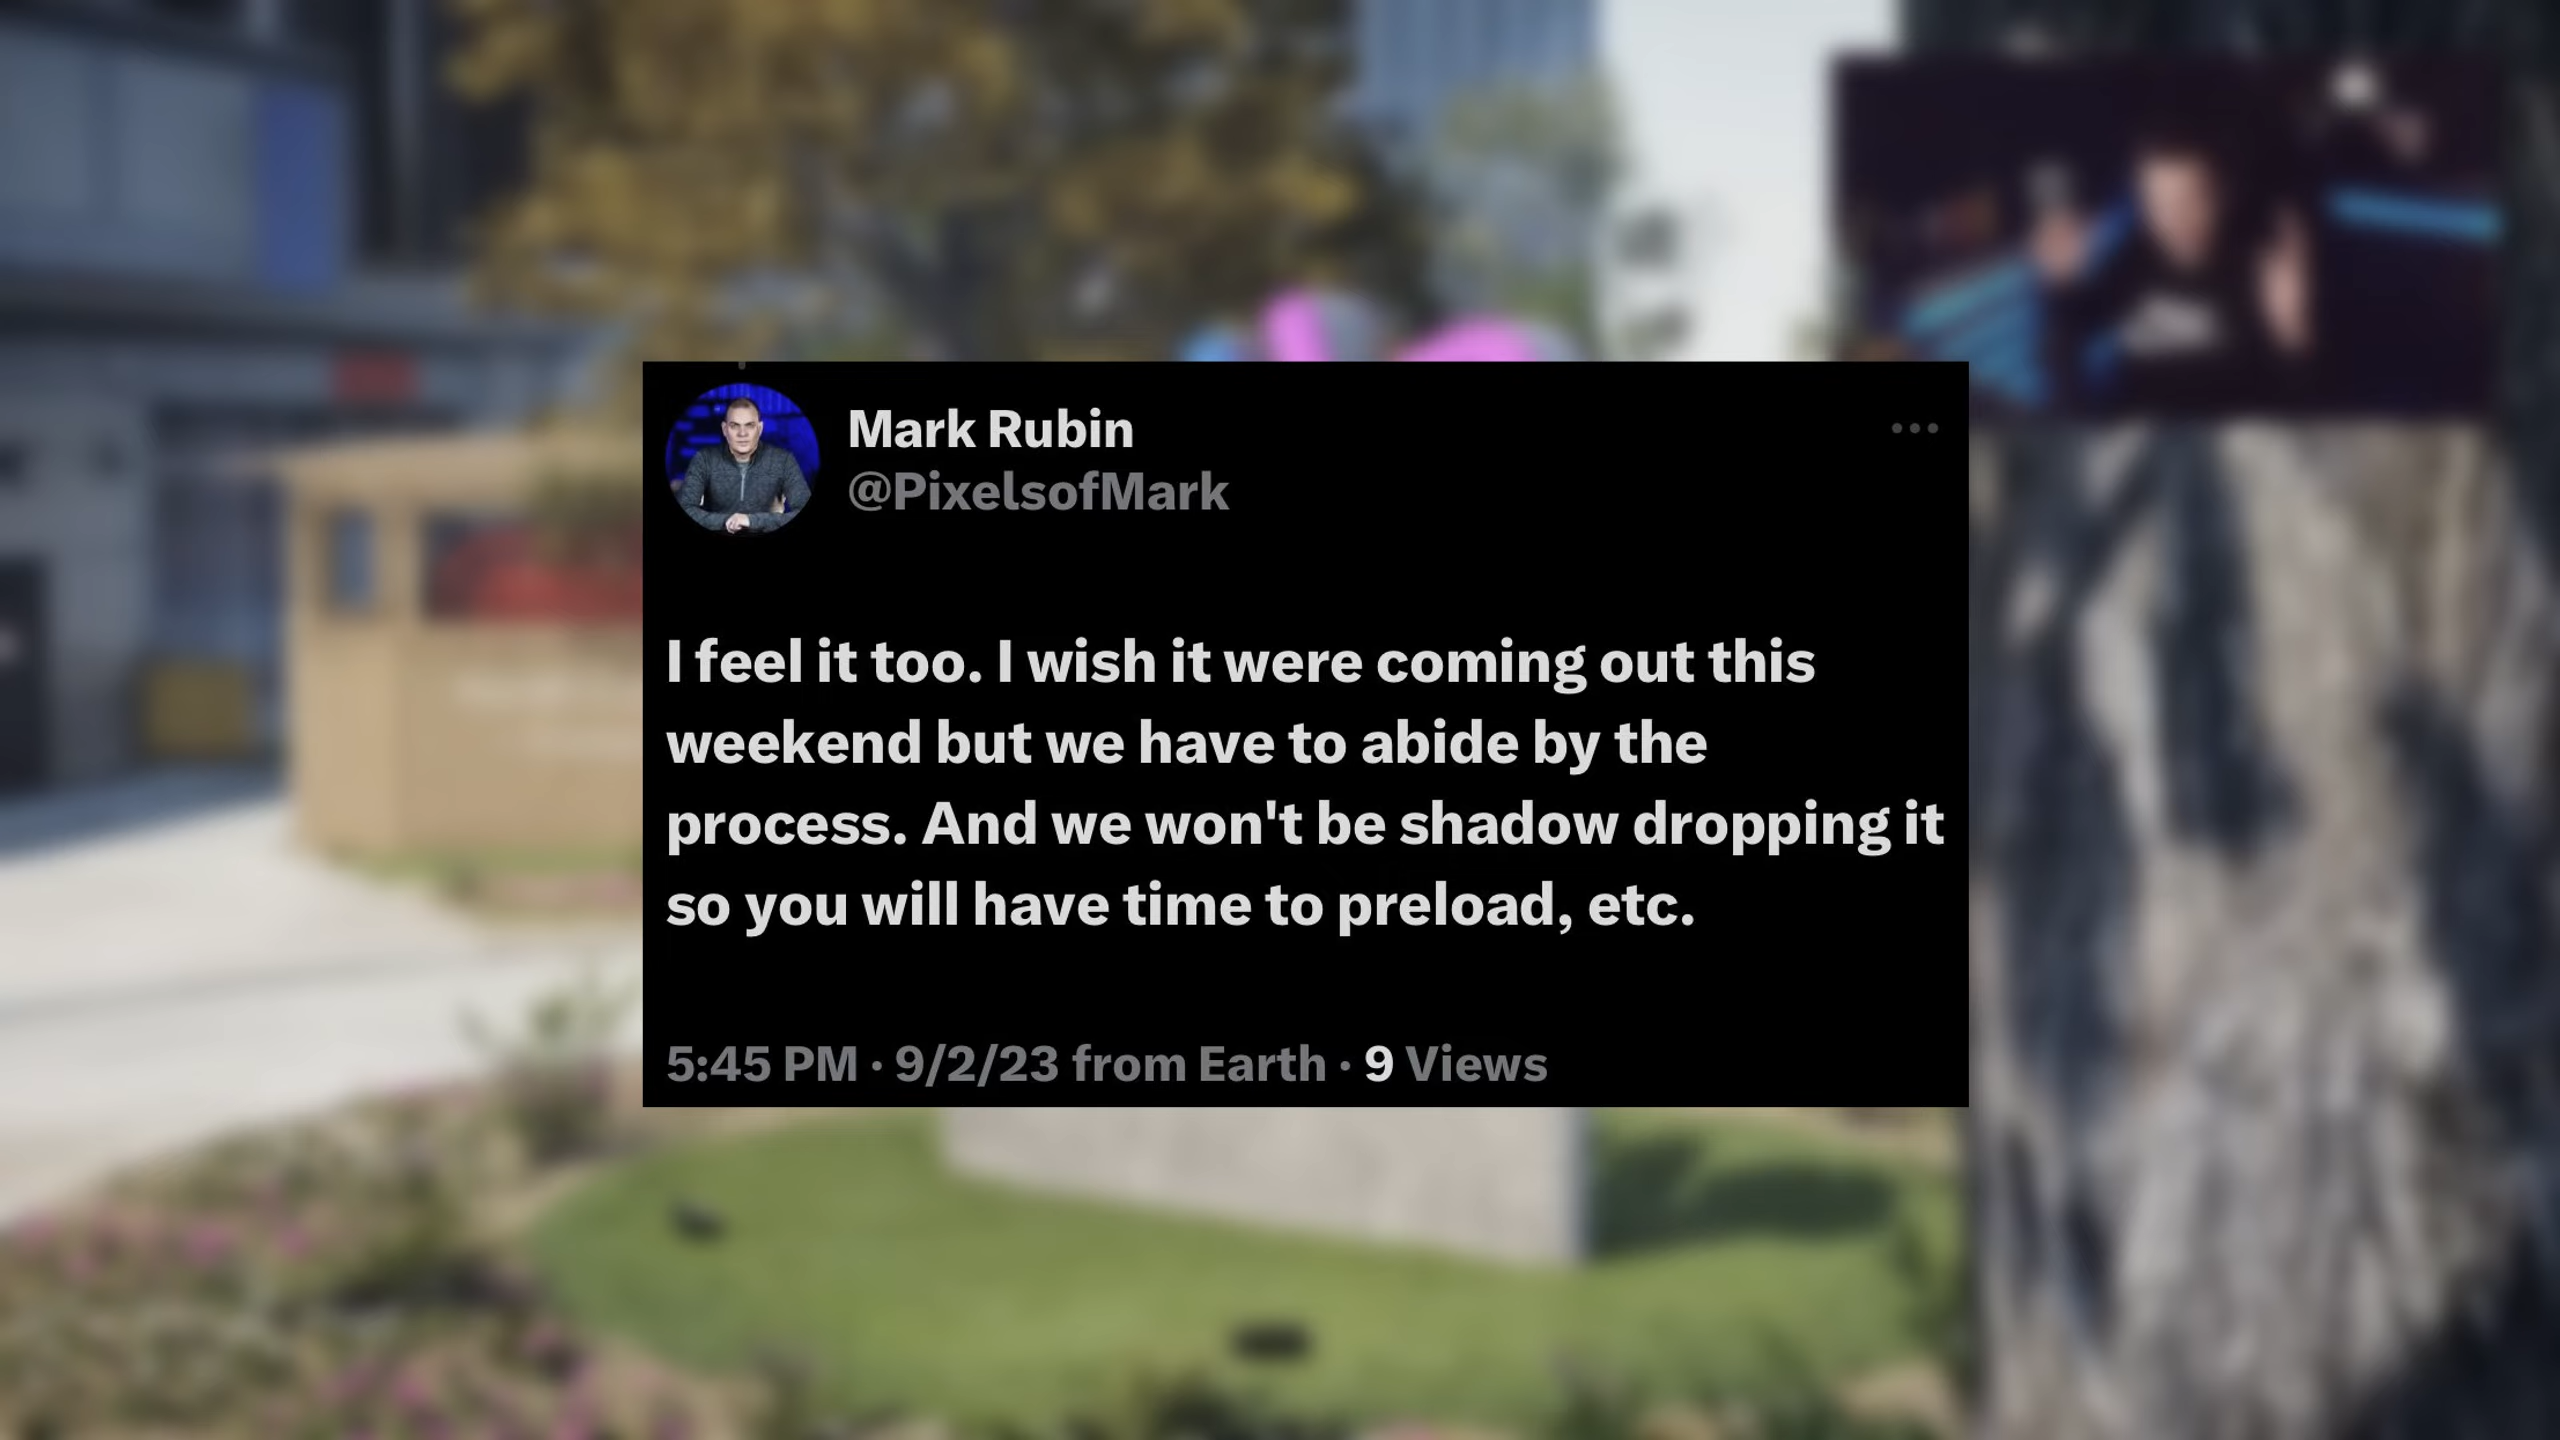 Mark Rubin
@PixelsofMark
I feel it too. I wish it were coming out this
weekend but we have to abide by the
process. And we won't be shadow dropping it
so you will have time to preload, etc.
5:45 PM · 9/2/23 from Earth · 9 Views